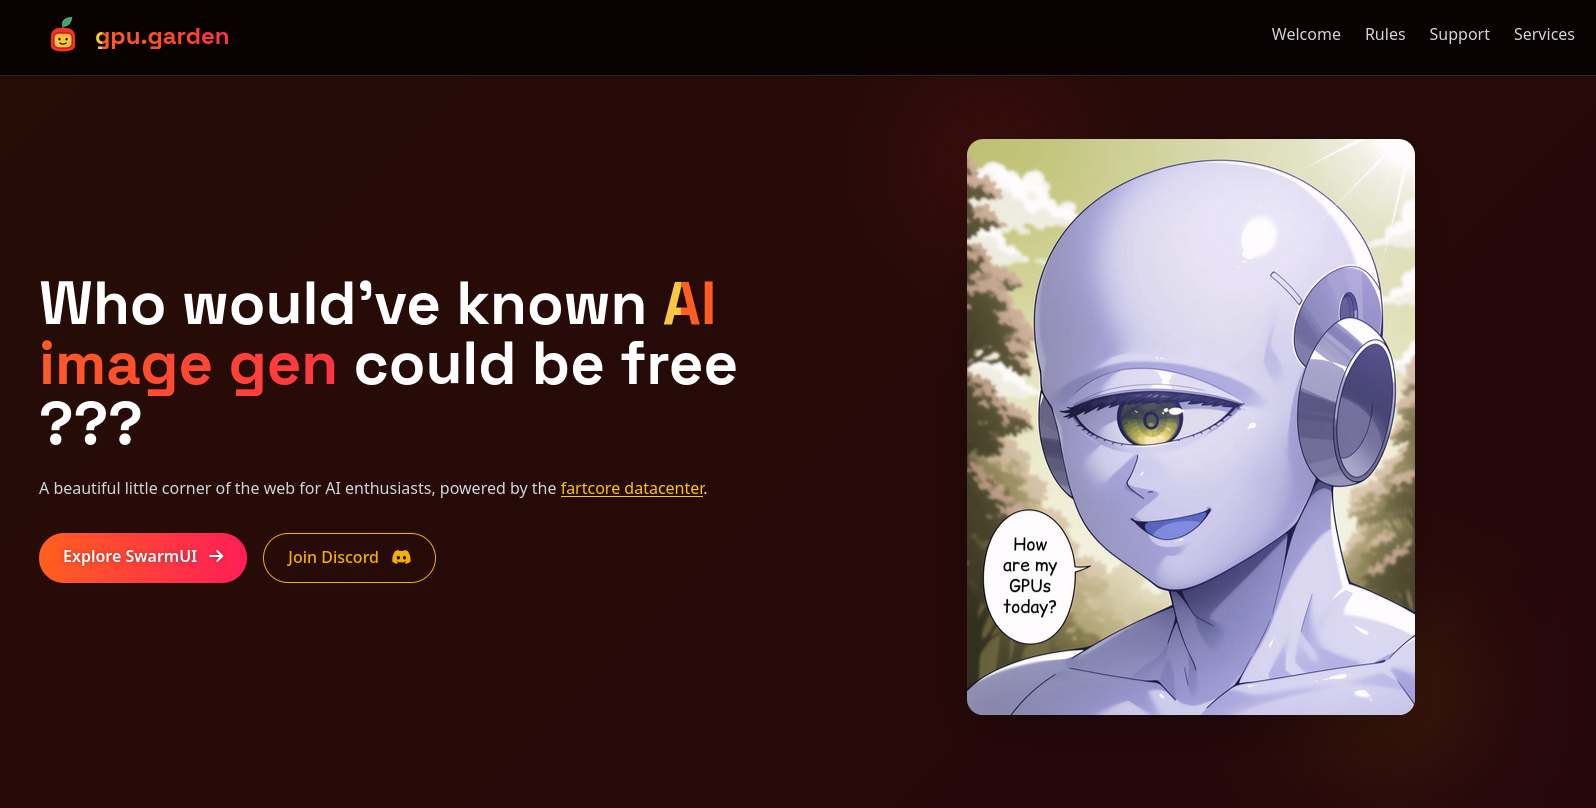 gpu.garden
Welcome Rules Support Services
Who would've known AI
image gen could be free
???
A beautiful little corner of the web for AI enthusiasts, powered by the fartcore datacenter.
Explore SwarmUI →
Join Discord
How
are my
GPUs
today?